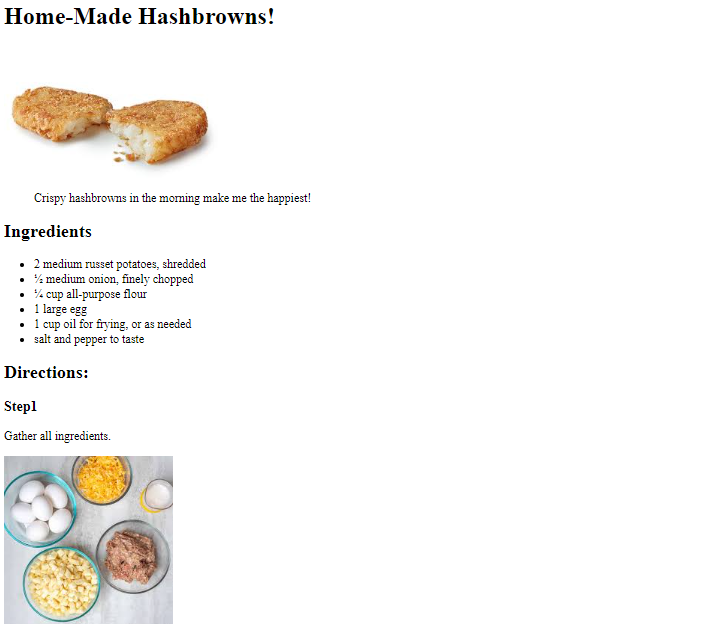 Home-Made Hashbrowns!
Crispy hashbrowns in the morning make me the happiest!
Ingredients
• 2 medium russet potatoes, shredded
• ½ medium onion, finely chopped
• ¼ cup all-purpose flour
• 1 large egg
• 1 cup oil for frying, or as needed
• salt and pepper to taste
Directions:
Step1
Gather all ingredients.